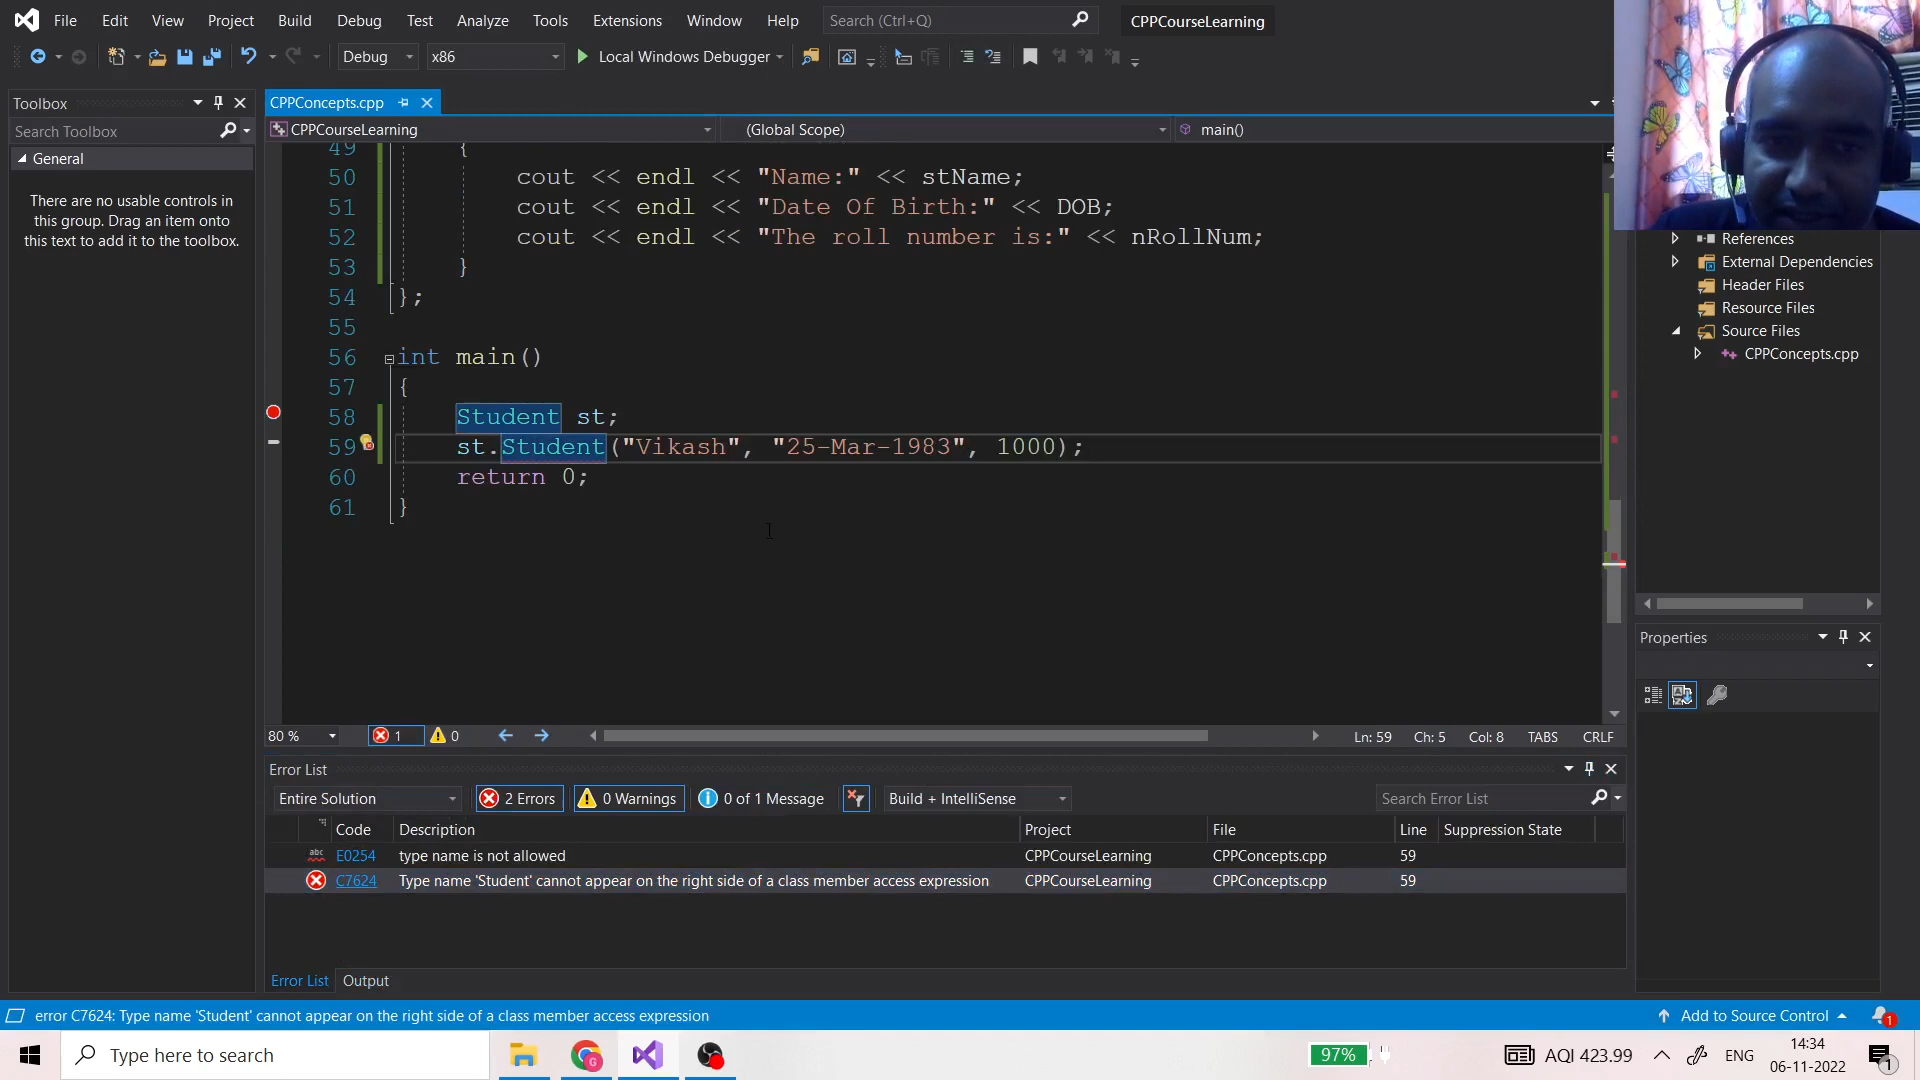 File Edit View Project Build Debug Test Analyze Tools Extensions Window Help Search (Ctrl+Q) CPPCourseLearning
Debug x86 Local Windows Debugger
Toolbox
Search Toolbox
General
There are no usable controls in
this group. Drag an item onto
this text to add it to the toolbox.
CPPConcepts.cpp
CPPCourseLearning (Global Scope) main()
49 {
50 cout << endl << "Name:" << stName;
51 cout << endl << "Date Of Birth:" << DOB;
52 cout << endl << "The roll number is:" << nRollNum;
53 }
54 };
55
56 int main()
57 {
58 Student st;
59 st.Student("Vikash", "25-Mar-1983", 1000);
60 return 0;
61 }
80 % 1 0 Ln: 59 Ch: 5 Col: 8 TABS CRLF
References
External Dependencies
Header Files
Resource Files
Source Files
CPPConcepts.cpp
Properties
Error List
Entire Solution 2 Errors 0 Warnings 0 of 1 Message Build + IntelliSense Search Error List
Code Description Project File Line Suppression State
abc E0254 type name is not allowed CPPCourseLearning CPPConcepts.cpp 59
C7624 Type name 'Student' cannot appear on the right side of a class member access expression CPPCourseLearning CPPConcepts.cpp 59
Error List Output
error C7624: Type name 'Student' cannot appear on the right side of a class member access expression Add to Source Control 1
Type here to search 97% AQI 423.99 ENG 14:34
06-11-2022 1